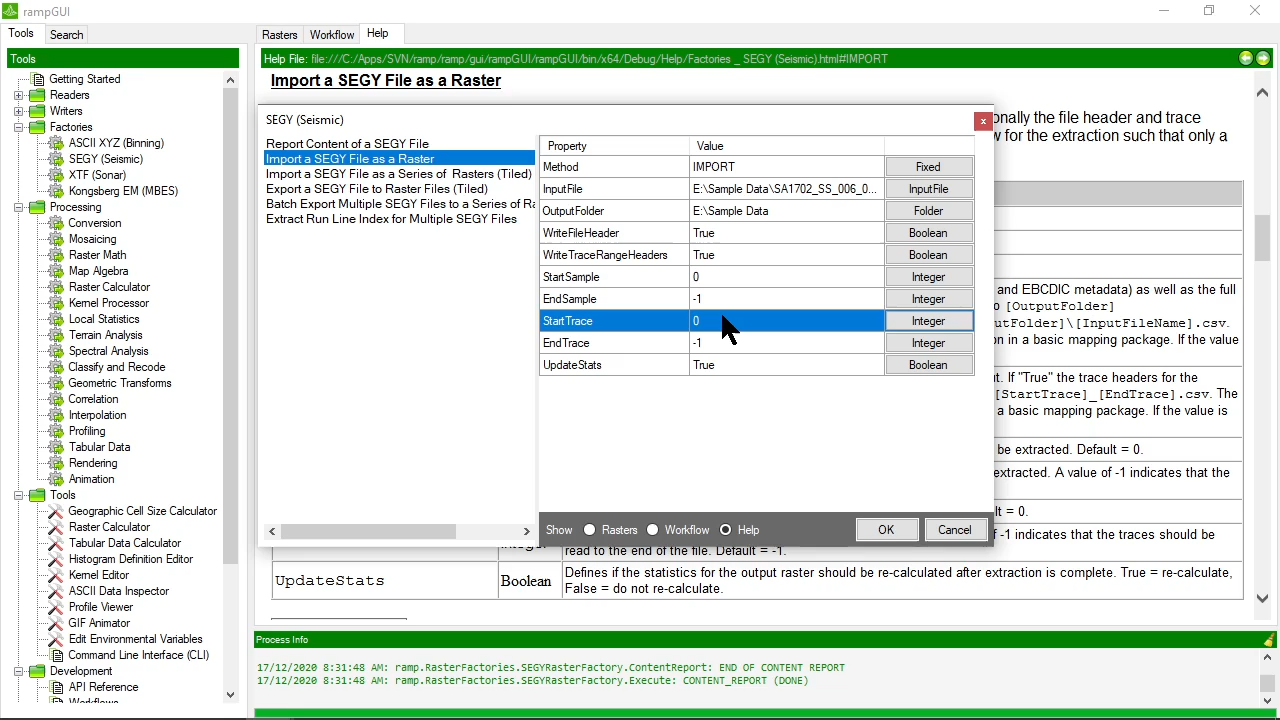 rampGUI
Tools
Search
Rasters
Workflow
Help
Tools
Getting Started
Readers
Writers
Factories
ASCII XYZ (Binning)
SEGY (Seismic)
XTF (Sonar)
Kongsberg EM (MBES)
Processing
Conversion
Mosaicing
Raster Math
Map Algebra
Raster Calculator
Kernel Processor
Local Statistics
Terrain Analysis
Spectral Analysis
Classify and Recode
Geometric Transforms
Correlation
Interpolation
Profiling
Tabular Data
Rendering
Animation
Tools
Geographic Cell Size Calculator
Raster Calculator
Tabular Data Calculator
Histogram Definition Editor
Kernel Editor
ASCII Data Inspector
Profile Viewer
GIF Animator
Edit Environmental Variables
Command Line Interface (CLI)
Development
API Reference
Workflows
Help File: file:///C:/Apps/SVN/ramp/ramp/gui/rampGUI/rampGUI/bin/x64/Debug/Help/Factories _ SEGY (Seismic).html#IMPORT
Import a SEGY File as a Raster
onally the file header and trace
w for the extraction such that only a
SEGY (Seismic)
Report Content of a SEGY File
Import a SEGY File as a Raster
Import a SEGY File as a Series of Rasters (Tiled)
Export a SEGY File to Raster Files (Tiled)
Batch Export Multiple SEGY Files to a Series of Ra
Extract Run Line Index for Multiple SEGY Files
Property Value
Method IMPORT Fixed
InputFile E:\Sample Data\SA1702_SS_006_0... InputFile
OutputFolder E:\Sample Data Folder
WriteFileHeader True Boolean
WriteTraceRangeHeaders True Boolean
StartSample 0 Integer
EndSample -1 Integer
StartTrace 0 Integer
EndTrace -1 Integer
UpdateStats True Boolean
Show Rasters Workflow Help OK Cancel
and EBCDIC metadata) as well as the full
o [OutputFolder]
utFolder]\[InputFileName].csv.
on in a basic mapping package. If the value
t. If "True" the trace headers for the
[StartTrace]_[EndTrace].csv. The
a basic mapping package. If the value is
be extracted. Default = 0.
extracted. A value of -1 indicates that the
lt = 0.
f -1 indicates that the traces should be
Integer read to the end of the file. Default = -1.
UpdateStats Boolean Defines if the statistics for the output raster should be re-calculated after extraction is complete. True = re-calculate,
False = do not re-calculate.
Process Info
17/12/2020 8:31:48 AM: ramp.RasterFactories.SEGYRasterFactory.ContentReport: END OF CONTENT REPORT
17/12/2020 8:31:48 AM: ramp.RasterFactories.SEGYRasterFactory.Execute: CONTENT_REPORT (DONE)